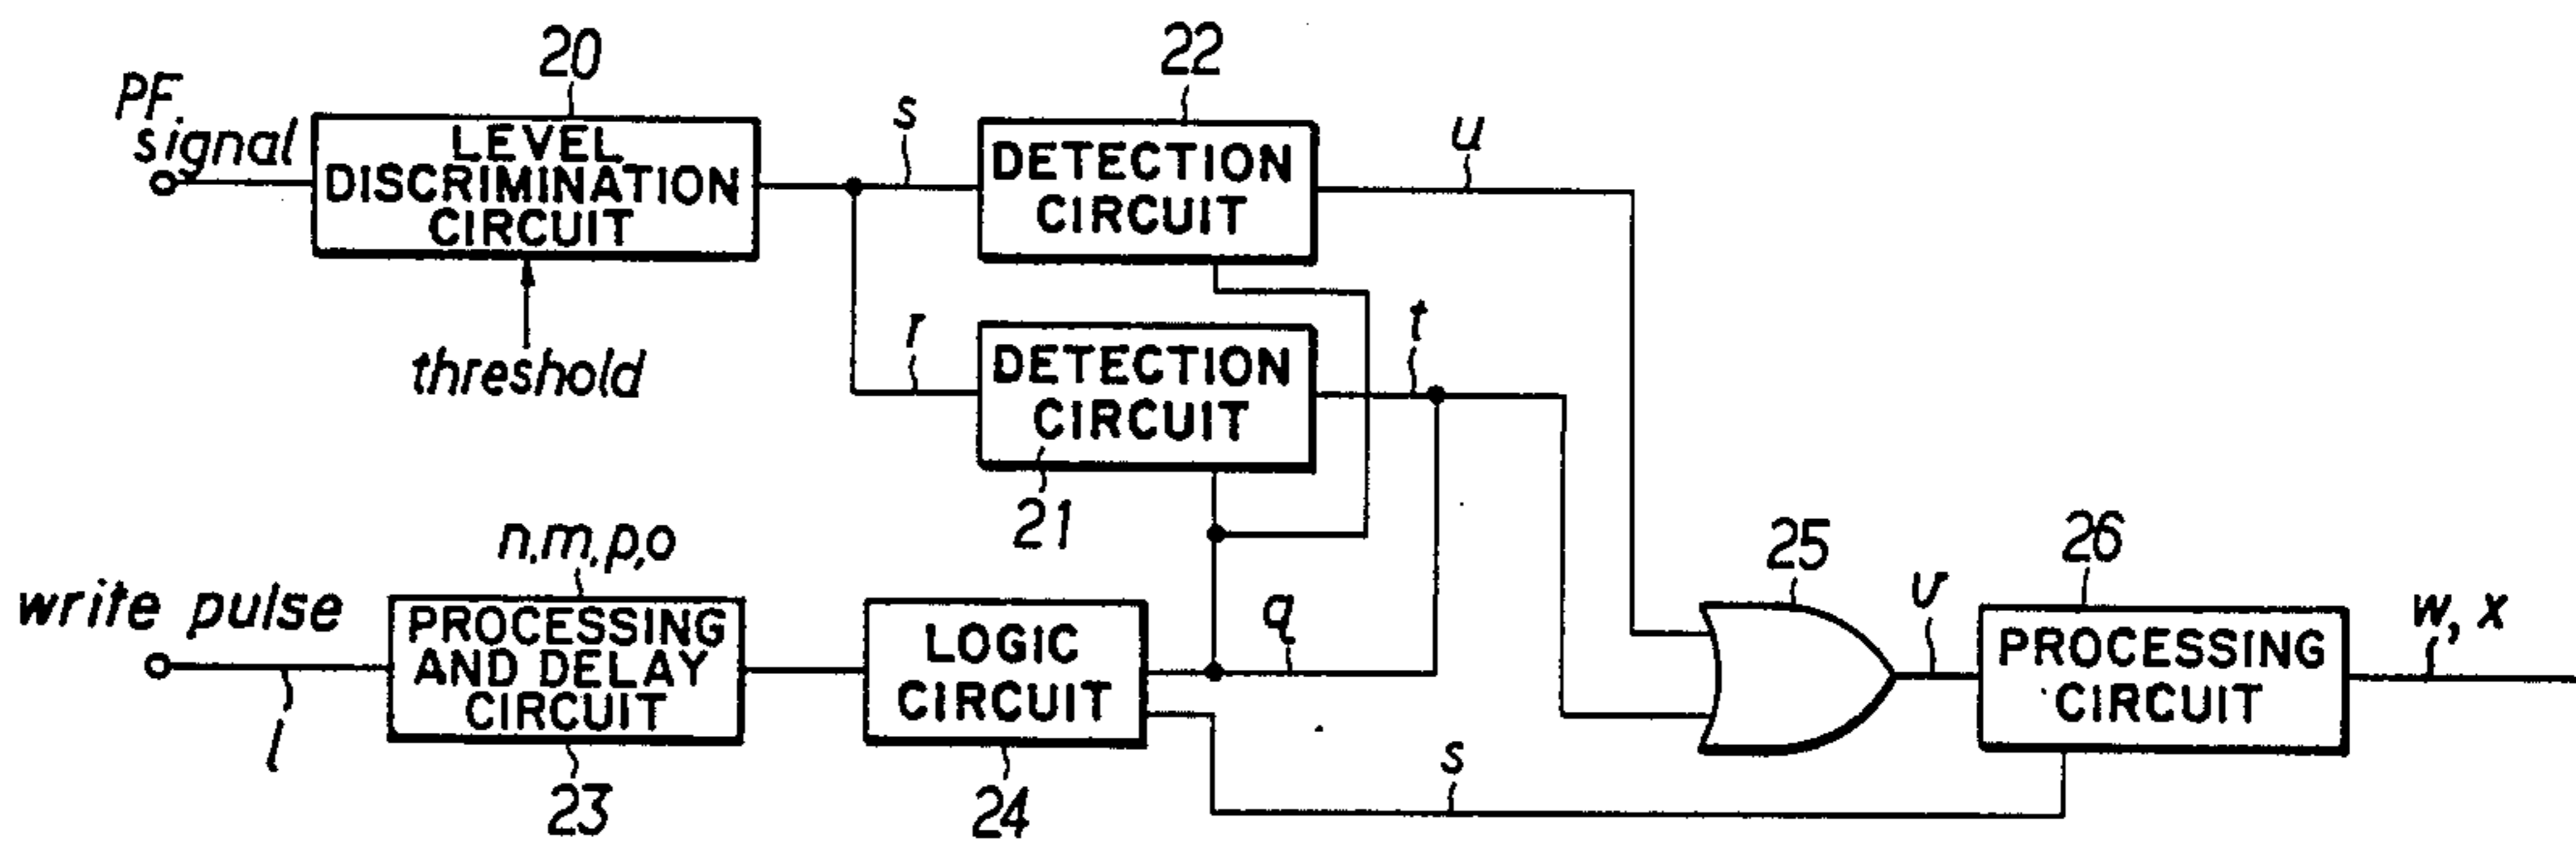 20
22
PF
signal
LEVEL
DISCRIMINATION
CIRCUIT
s
DETECTION
CIRCUIT
u
threshold
r
DETECTION
CIRCUIT
t
21
n,m,p,o
write pulse
l
PROCESSING
AND DELAY
CIRCUIT
23
LOGIC
CIRCUIT
24
q
s
25
v
26
PROCESSING
CIRCUIT
w, x